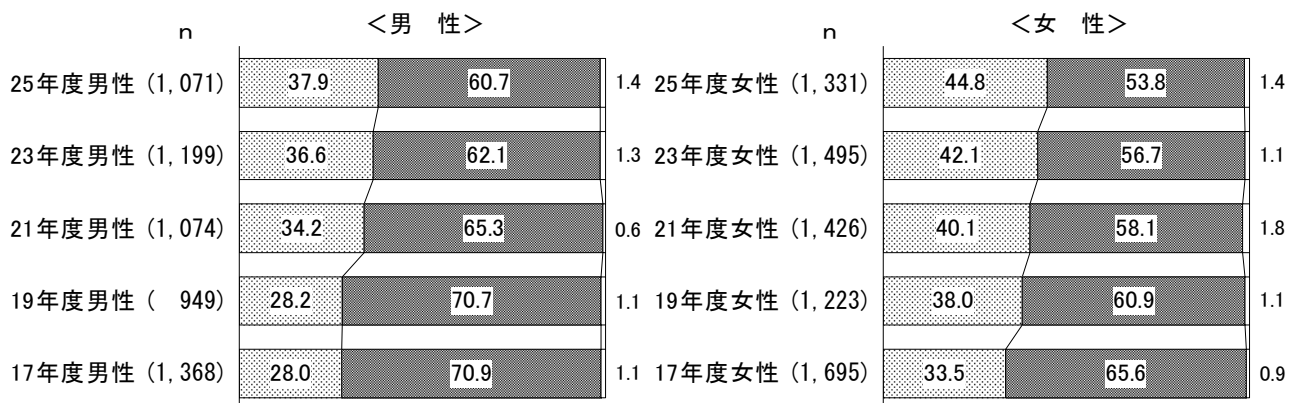 ＜男　性＞
n
25年度男性 (1,071) 37.9 60.7 1.4
23年度男性 (1,199) 36.6 62.1 1.3
21年度男性 (1,074) 34.2 65.3 0.6
19年度男性 (　949) 28.2 70.7 1.1
17年度男性 (1,368) 28.0 70.9 1.1
＜女　性＞
n
25年度女性 (1,331) 44.8 53.8 1.4
23年度女性 (1,495) 42.1 56.7 1.1
21年度女性 (1,426) 40.1 58.1 1.8
19年度女性 (1,223) 38.0 60.9 1.1
17年度女性 (1,695) 33.5 65.6 0.9